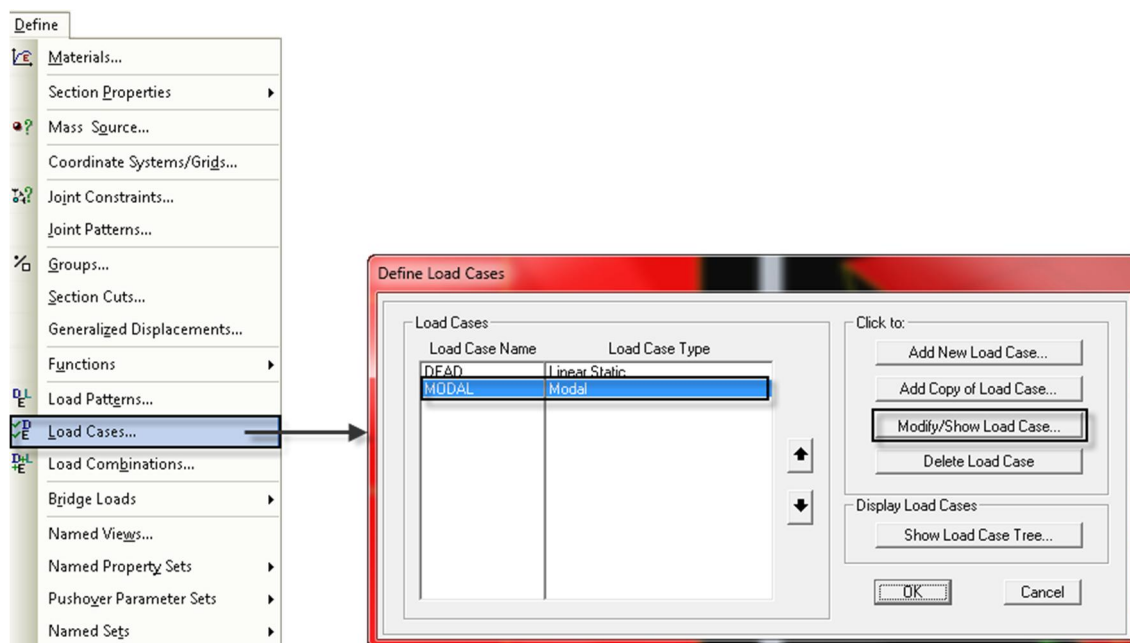 Define
Materials...
Section Properties
Mass Source...
Coordinate Systems/Grids...
Joint Constraints...
Joint Patterns...
Groups...
Section Cuts...
Generalized Displacements...
Functions
Load Patterns...
Load Cases...
Load Combinations...
Bridge Loads
Named Views...
Named Property Sets
Pushover Parameter Sets
Named Sets
Define Load Cases
Load Cases
Load Case Name Load Case Type
DEAD Linear Static
MODAL Modal
Click to:
Add New Load Case...
Add Copy of Load Case...
Modify/Show Load Case...
Delete Load Case
Display Load Cases
Show Load Case Tree...
OK Cancel